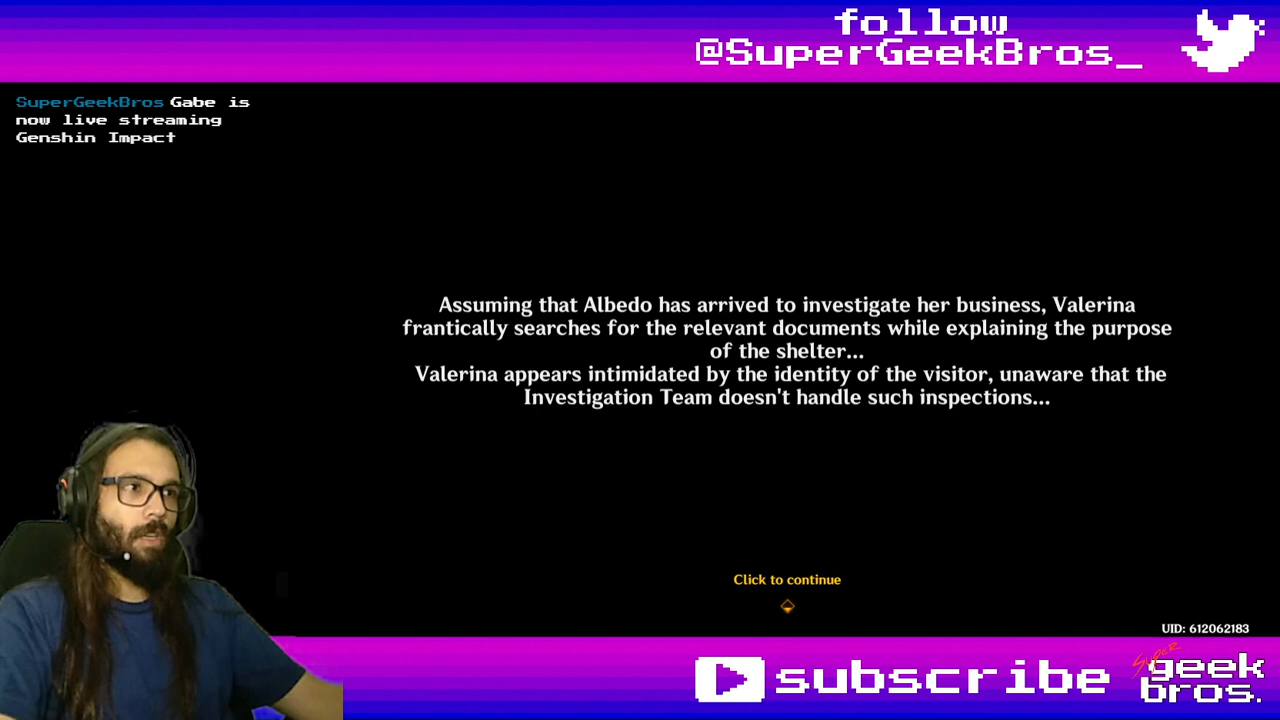 follow
@SuperGeekBros_
SuperGeekBros Gabe is
now live streaming
Genshin Impact
Assuming that Albedo has arrived to investigate her business, Valerina
frantically searches for the relevant documents while explaining the purpose
of the shelter...
Valerina appears intimidated by the identity of the visitor, unaware that the
Investigation Team doesn't handle such inspections...
Click to continue
UID: 612062183
subscribe
SUPER
geek
bros.